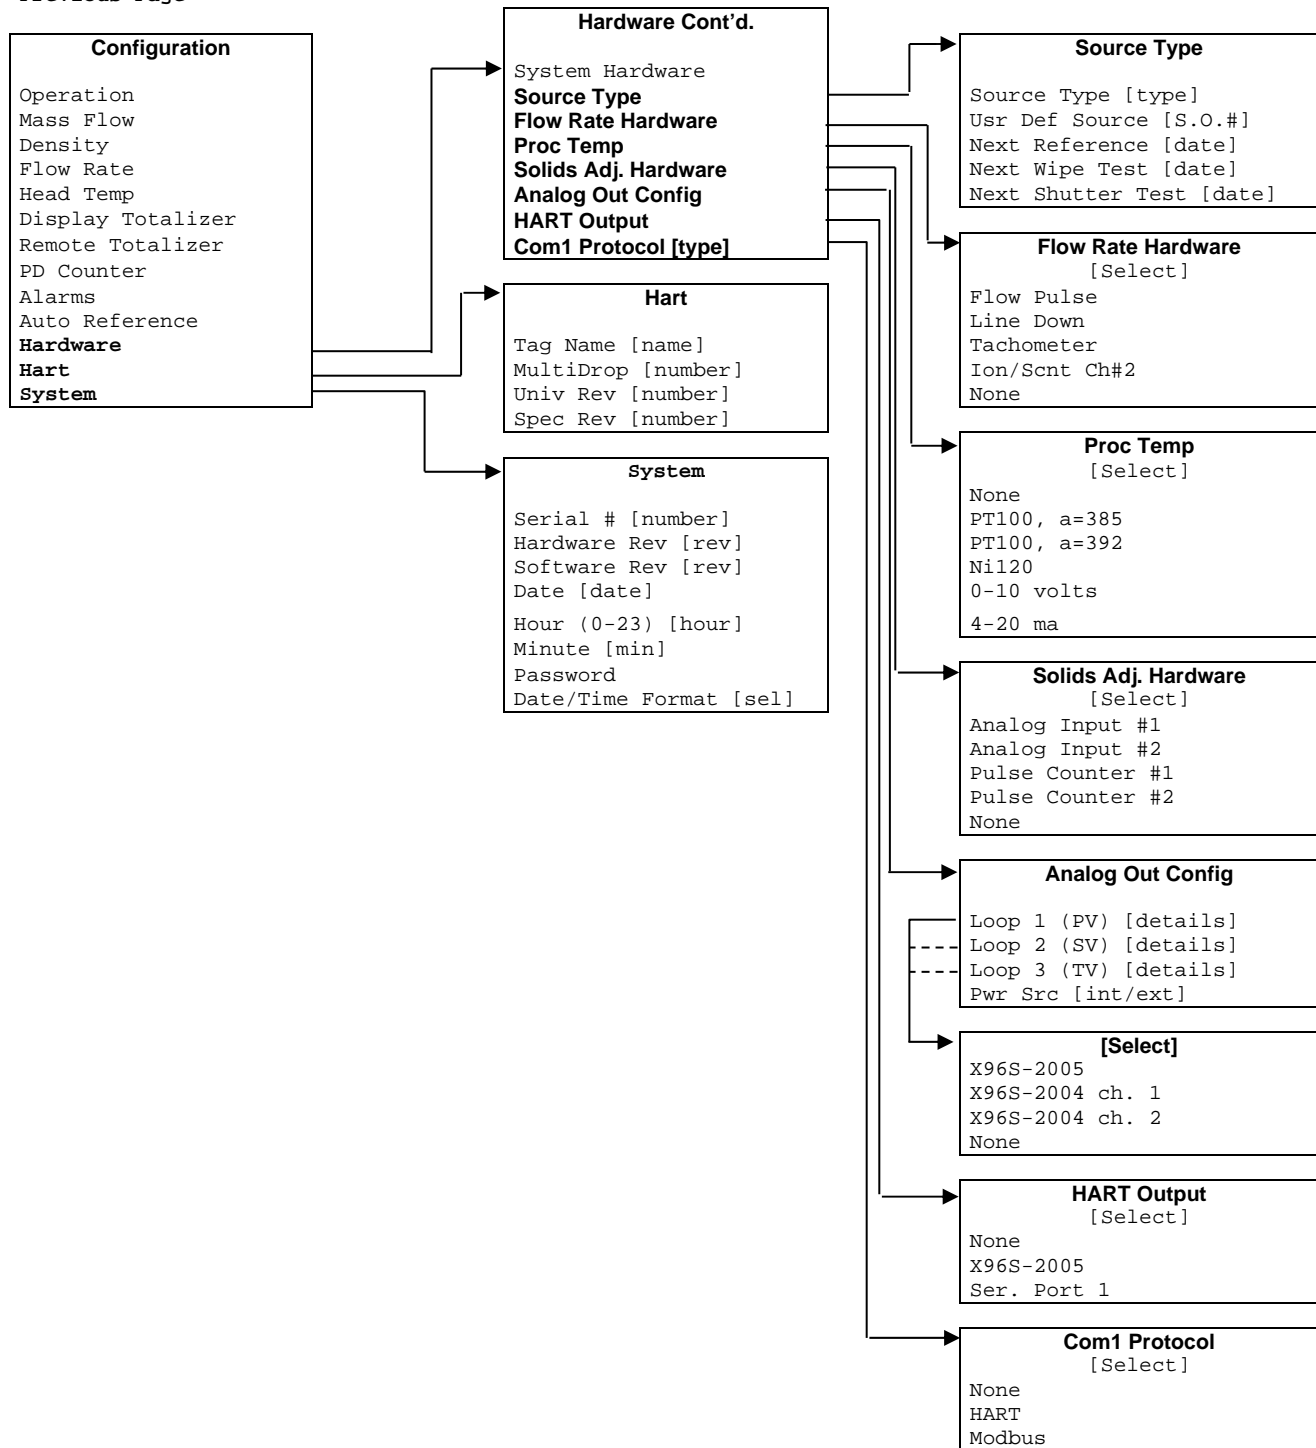 Previous Page
Configuration
Operation
Mass Flow
Density
Flow Rate
Head Temp
Display Totalizer
Remote Totalizer
PD Counter
Alarms
Auto Reference
Hardware
Hart
System
Hardware Cont'd.
System Hardware
Source Type
Flow Rate Hardware
Proc Temp
Solids Adj. Hardware
Analog Out Config
HART Output
Com1 Protocol [type]
Hart
Tag Name [name]
MultiDrop [number]
Univ Rev [number]
Spec Rev [number]
System
Serial # [number]
Hardware Rev [rev]
Software Rev [rev]
Date [date]
Hour (0-23) [hour]
Minute [min]
Password
Date/Time Format [sel]
Source Type
Source Type [type]
Usr Def Source [S.O.#]
Next Reference [date]
Next Wipe Test [date]
Next Shutter Test [date]
Flow Rate Hardware
[Select]
Flow Pulse
Line Down
Tachometer
Ion/Scnt Ch#2
None
Proc Temp
[Select]
None
PT100, a=385
PT100, a=392
Ni120
0-10 volts
4-20 ma
Solids Adj. Hardware
[Select]
Analog Input #1
Analog Input #2
Pulse Counter #1
Pulse Counter #2
None
Analog Out Config
Loop 1 (PV) [details]
Loop 2 (SV) [details]
Loop 3 (TV) [details]
Pwr Src [int/ext]
[Select]
X96S-2005
X96S-2004 ch. 1
X96S-2004 ch. 2
None
HART Output
[Select]
None
X96S-2005
Ser. Port 1
Com1 Protocol
[Select]
None
HART
Modbus